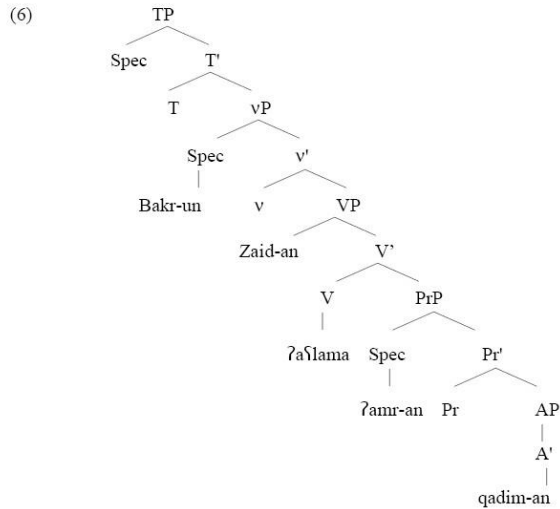 (6)
TP
Spec T'
T vP
Spec v'
Bakr-un v VP
Zaid-an V’
V PrP
ʔaʕlama Spec Pr'
ʔamr-an Pr AP
A'
qadim-an